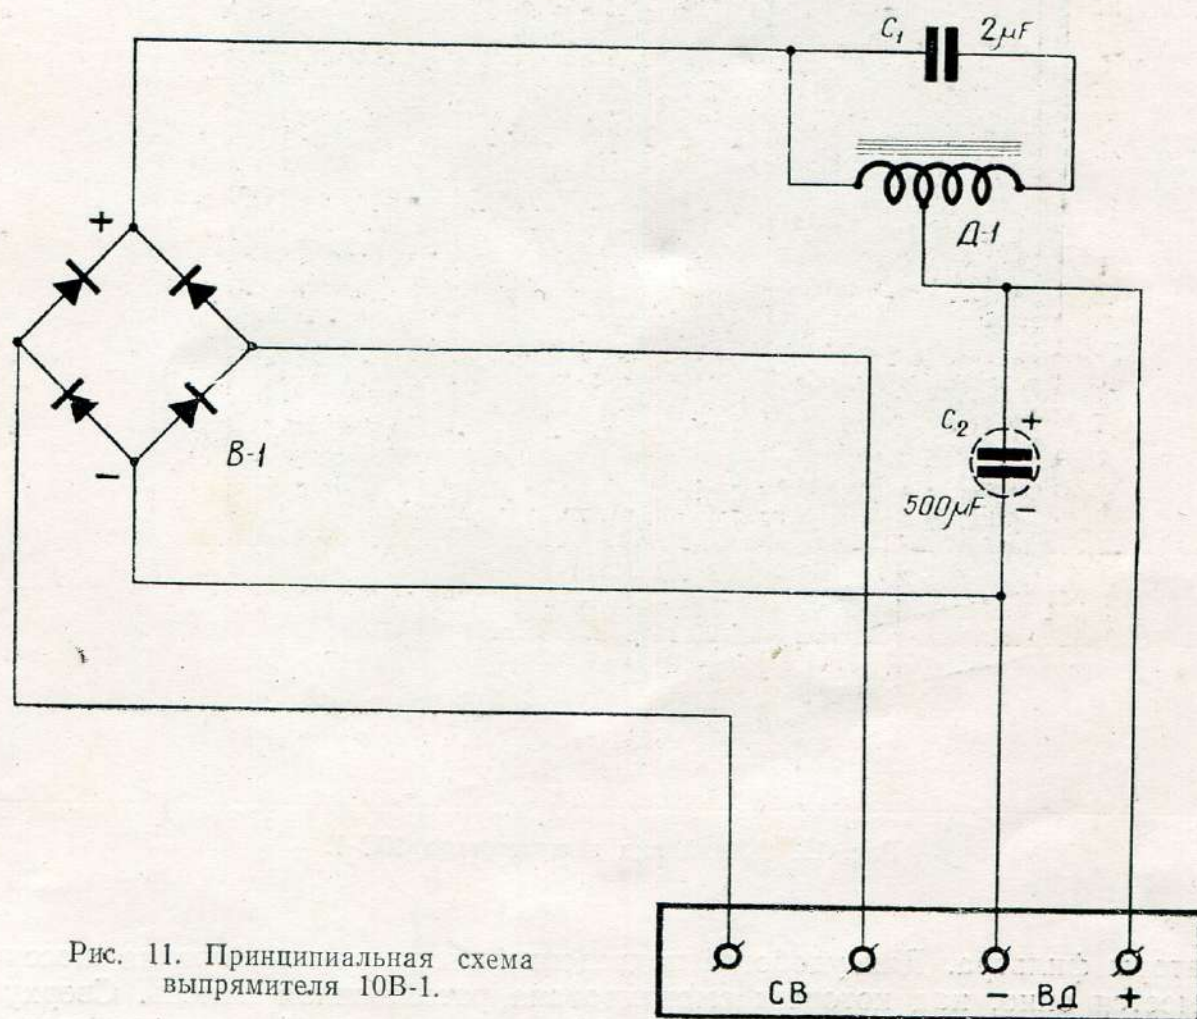 C₁ 2µF
Д-1
+
В-1
−
C₂ +
500µF −
Рис. 11. Принципиальная схема
выпрямителя 10В-1.
СВ − ВД +